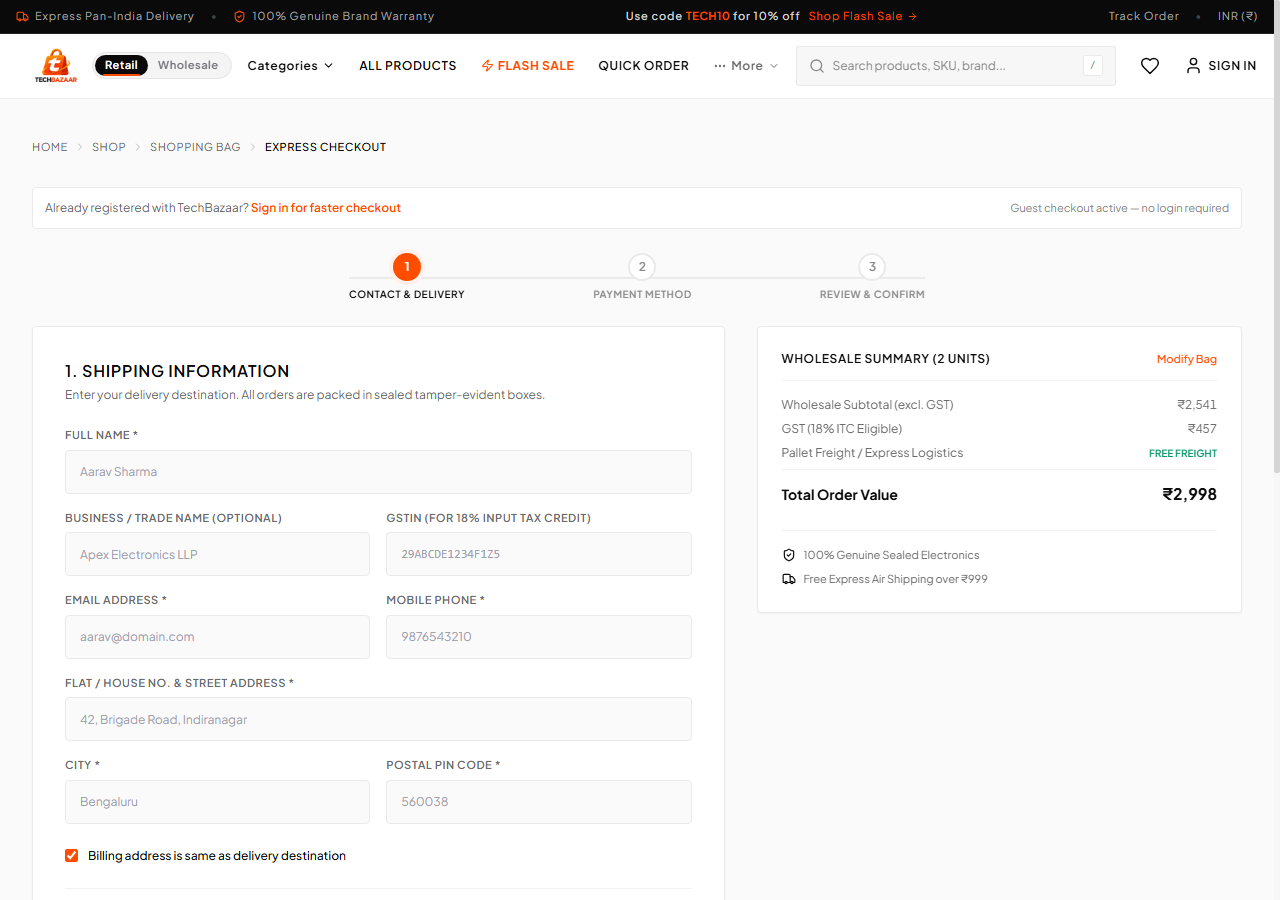 Express Pan-India Delivery • 100% Genuine Brand Warranty Use code TECH10 for 10% off Shop Flash Sale → Track Order • INR (₹)
TECHBAZAAR Retail Wholesale Categories ALL PRODUCTS FLASH SALE QUICK ORDER ··· More Search products, SKU, brand... / SIGN IN
HOME > SHOP > SHOPPING BAG > EXPRESS CHECKOUT
Already registered with TechBazaar? Sign in for faster checkout Guest checkout active — no login required
1 2 3
CONTACT & DELIVERY PAYMENT METHOD REVIEW & CONFIRM
1. SHIPPING INFORMATION
Enter your delivery destination. All orders are packed in sealed tamper-evident boxes.
FULL NAME *
Aarav Sharma
BUSINESS / TRADE NAME (OPTIONAL) GSTIN (FOR 18% INPUT TAX CREDIT)
Apex Electronics LLP 29ABCDE1234F1Z5
EMAIL ADDRESS * MOBILE PHONE *
aarav@domain.com 9876543210
FLAT / HOUSE NO. & STREET ADDRESS *
42, Brigade Road, Indiranagar
CITY * POSTAL PIN CODE *
Bengaluru 560038
Billing address is same as delivery destination
WHOLESALE SUMMARY (2 UNITS) Modify Bag
Wholesale Subtotal (excl. GST) ₹2,541
GST (18% ITC Eligible) ₹457
Pallet Freight / Express Logistics FREE FREIGHT
Total Order Value ₹2,998
100% Genuine Sealed Electronics
Free Express Air Shipping over ₹999